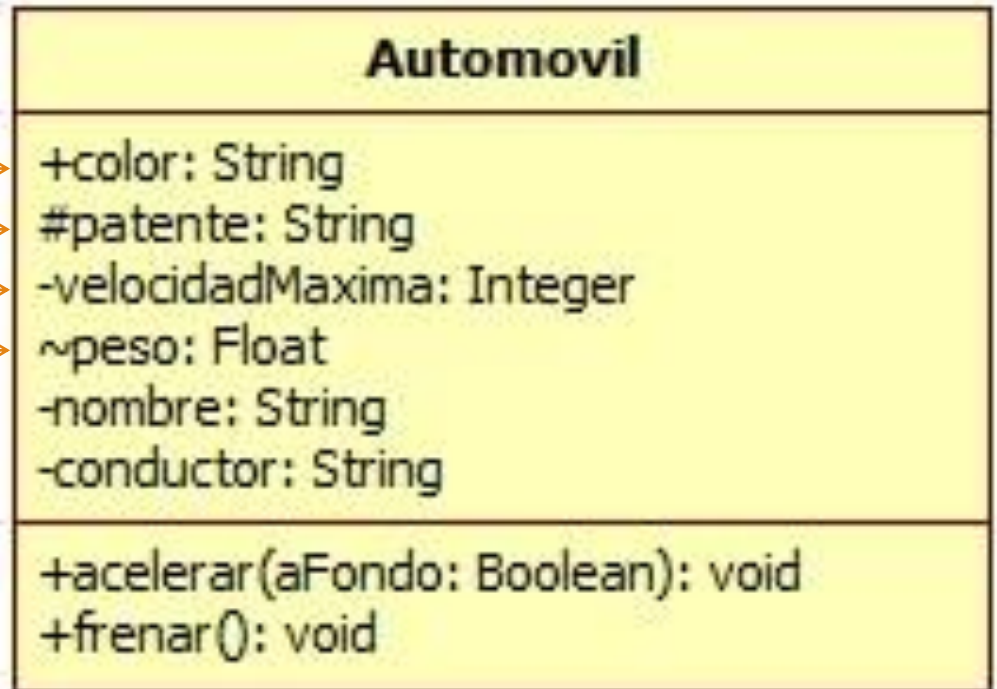 Automovil
+color: String
#patente: String
-velocidadMaxima: Integer
~peso: Float
-nombre: String
-conductor: String
+acelerar(aFondo: Boolean): void
+frenar(): void